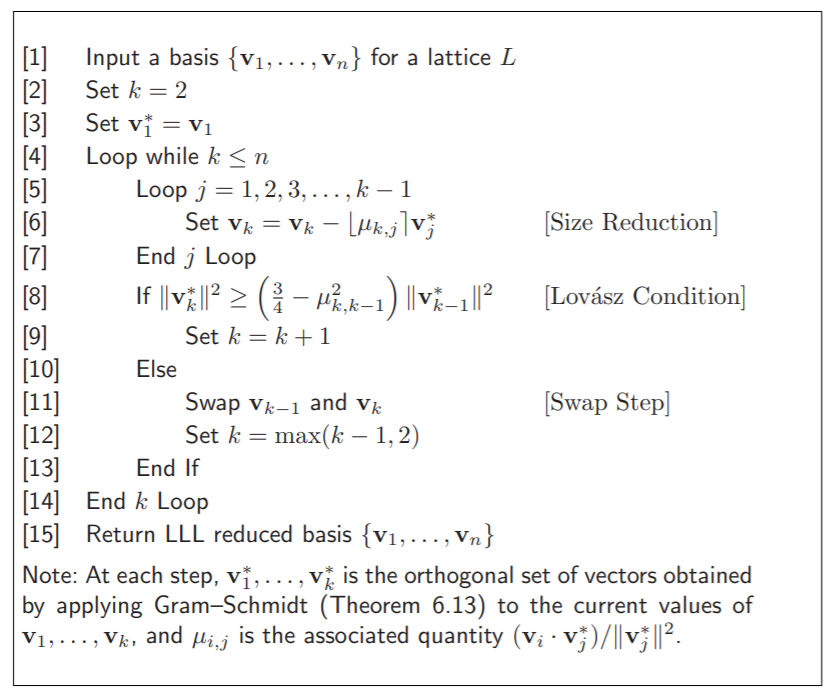 [1] Input a basis {v₁, . . . , vₙ} for a lattice L
[2] Set k = 2
[3] Set v₁* = v₁
[4] Loop while k ≤ n
[5] Loop j = 1, 2, 3, . . . , k − 1
[6] Set vₖ = vₖ − ⌊μₖ,ⱼ⌉vⱼ* [Size Reduction]
[7] End j Loop
[8] If ‖vₖ*‖² ≥ (3/4 − μ²ₖ,ₖ₋₁) ‖vₖ₋₁*‖² [Lovász Condition]
[9] Set k = k + 1
[10] Else
[11] Swap vₖ₋₁ and vₖ [Swap Step]
[12] Set k = max(k − 1, 2)
[13] End If
[14] End k Loop
[15] Return LLL reduced basis {v₁, . . . , vₙ}
Note: At each step, v₁*, . . . , vₖ* is the orthogonal set of vectors obtained
by applying Gram–Schmidt (Theorem 6.13) to the current values of
v₁, . . . , vₖ, and μᵢ,ⱼ is the associated quantity (vᵢ · vⱼ*)/‖vⱼ*‖².